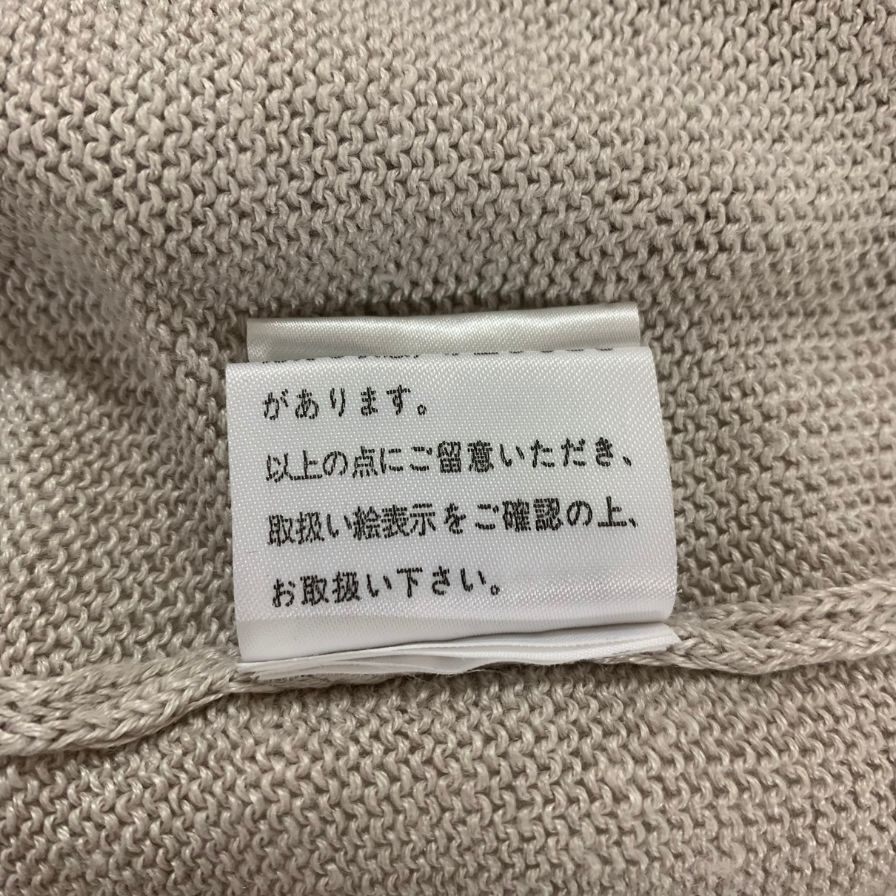 があります。
以上の点にご留意いただき、
取扱い絵表示をご確認の上、
お取扱い下さい。